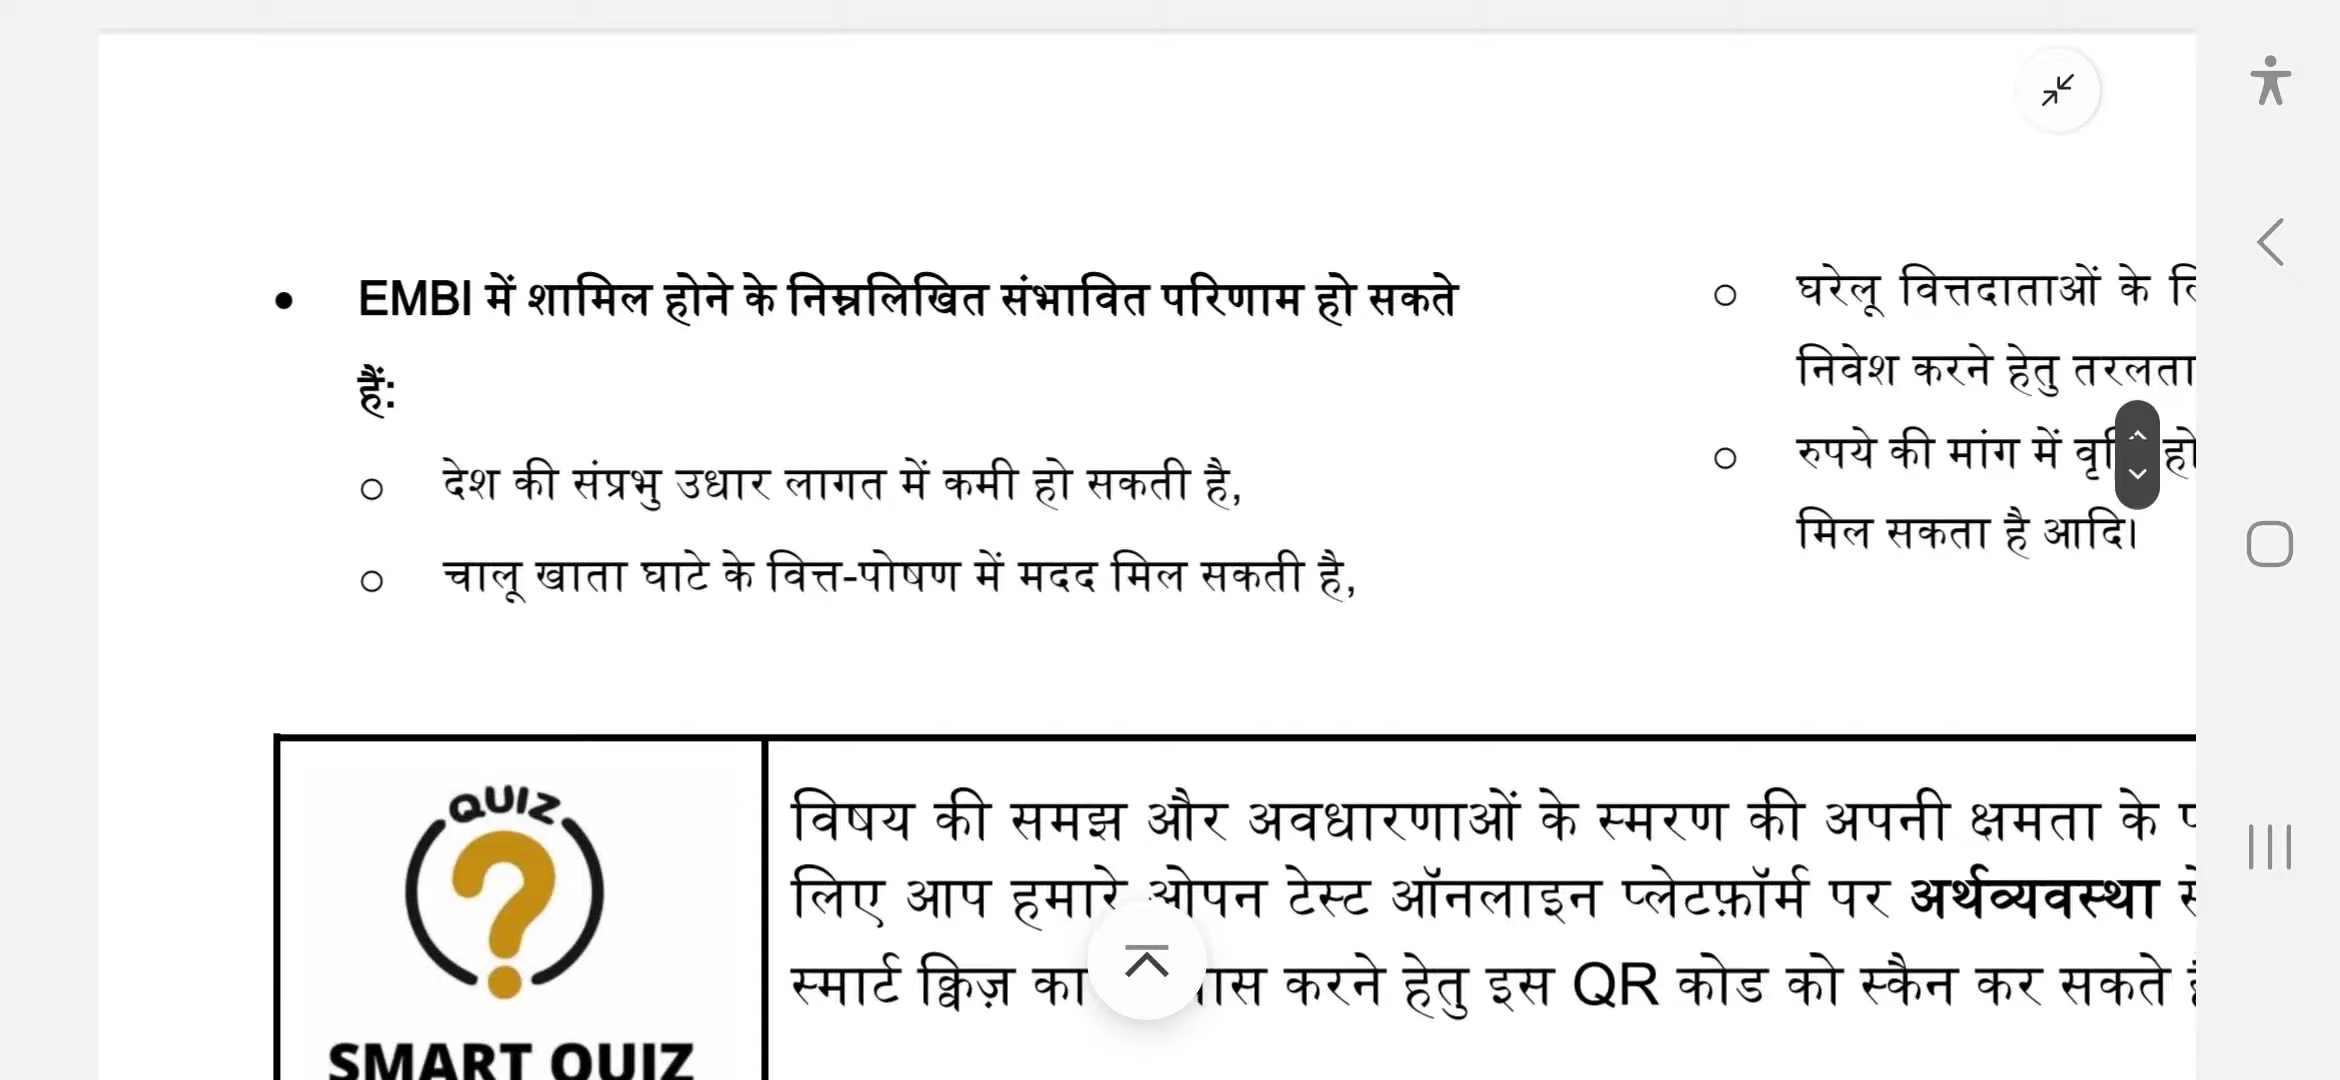 • EMBI में शामिल होने के निम्नलिखित संभावित परिणाम हो सकते
हैं:
○ देश की संप्रभु उधार लागत में कमी हो सकती है,
○ चालू खाता घाटे के वित्त-पोषण में मदद मिल सकती है,
○ घरेलू वित्तदाताओं के
निवेश करने हेतु तरलता
○ रुपये की मांग में
मिल सकता है आदि।
QUIZ
SMART QUIZ
विषय की समझ और अवधारणाओं के स्मरण की अपनी क्षमता के
लिए आप हमारे ओपन टेस्ट ऑनलाइन प्लेटफ़ॉर्म पर अर्थव्यवस्था
स्मार्ट क्विज़ का करने हेतु इस QR कोड को स्कैन कर सकते